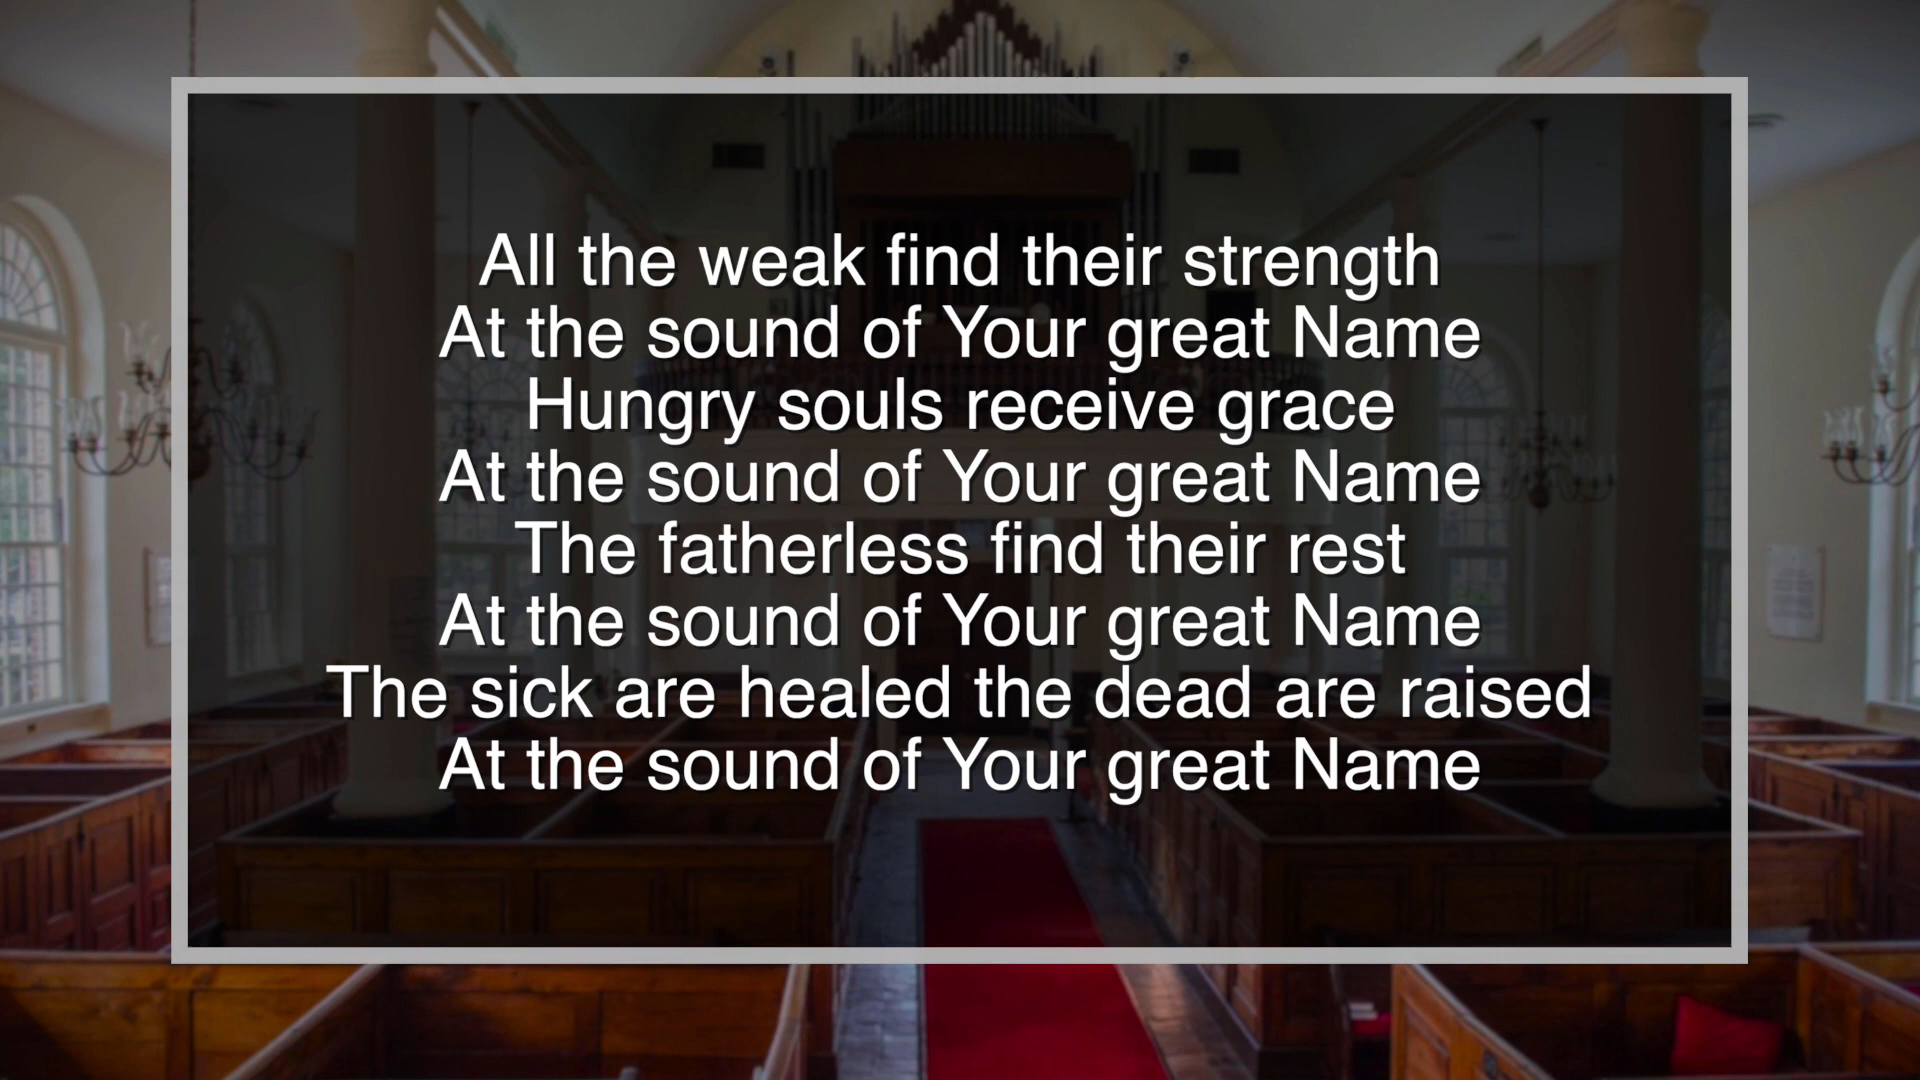 All the weak find their strength
At the sound of Your great Name
Hungry souls receive grace
At the sound of Your great Name
The fatherless find their rest
At the sound of Your great Name
The sick are healed the dead are raised
At the sound of Your great Name